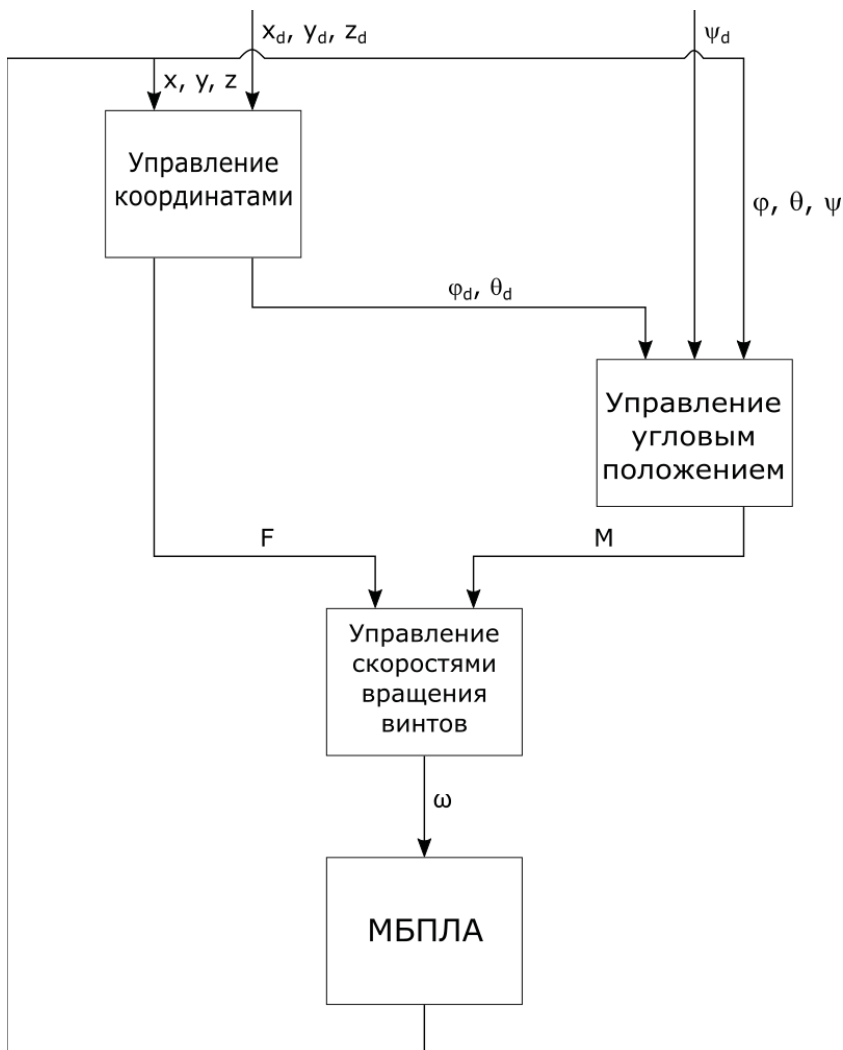 x_d, y_d, z_d
ψ_d
x, y, z
Управление
координатами
φ, θ, ψ
φ_d, θ_d
Управление
угловым
положением
F
M
Управление
скоростями
вращения
винтов
ω
МБПЛА